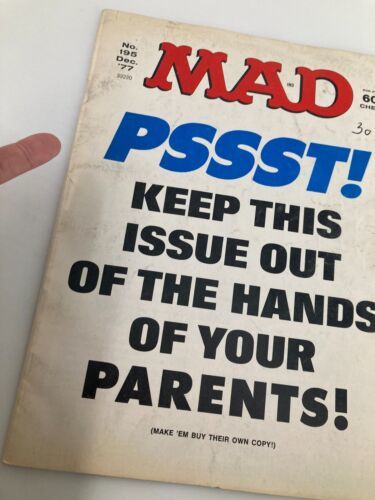 No.
195
Dec.
'77
MAD
60
CHE
30
PSSST!
KEEP THIS
ISSUE OUT
OF THE HANDS
OF YOUR
PARENTS!
(MAKE 'EM BUY THEIR OWN COPY!)